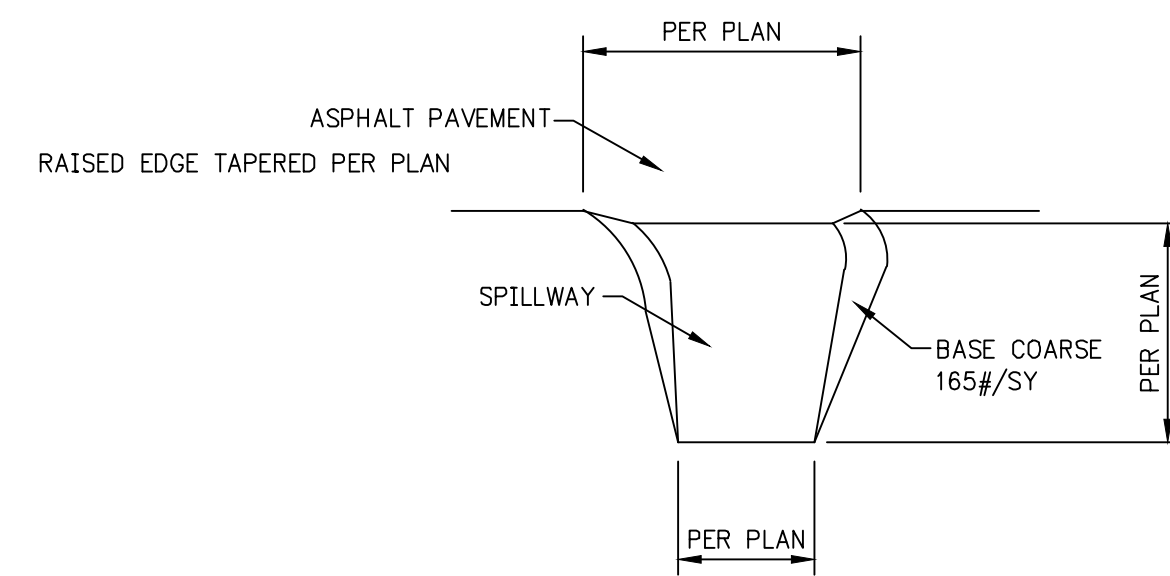 PER PLAN
ASPHALT PAVEMENT
RAISED EDGE TAPERED PER PLAN
SPILLWAY
BASE COARSE
165#/SY
PER PLAN
PER PLAN